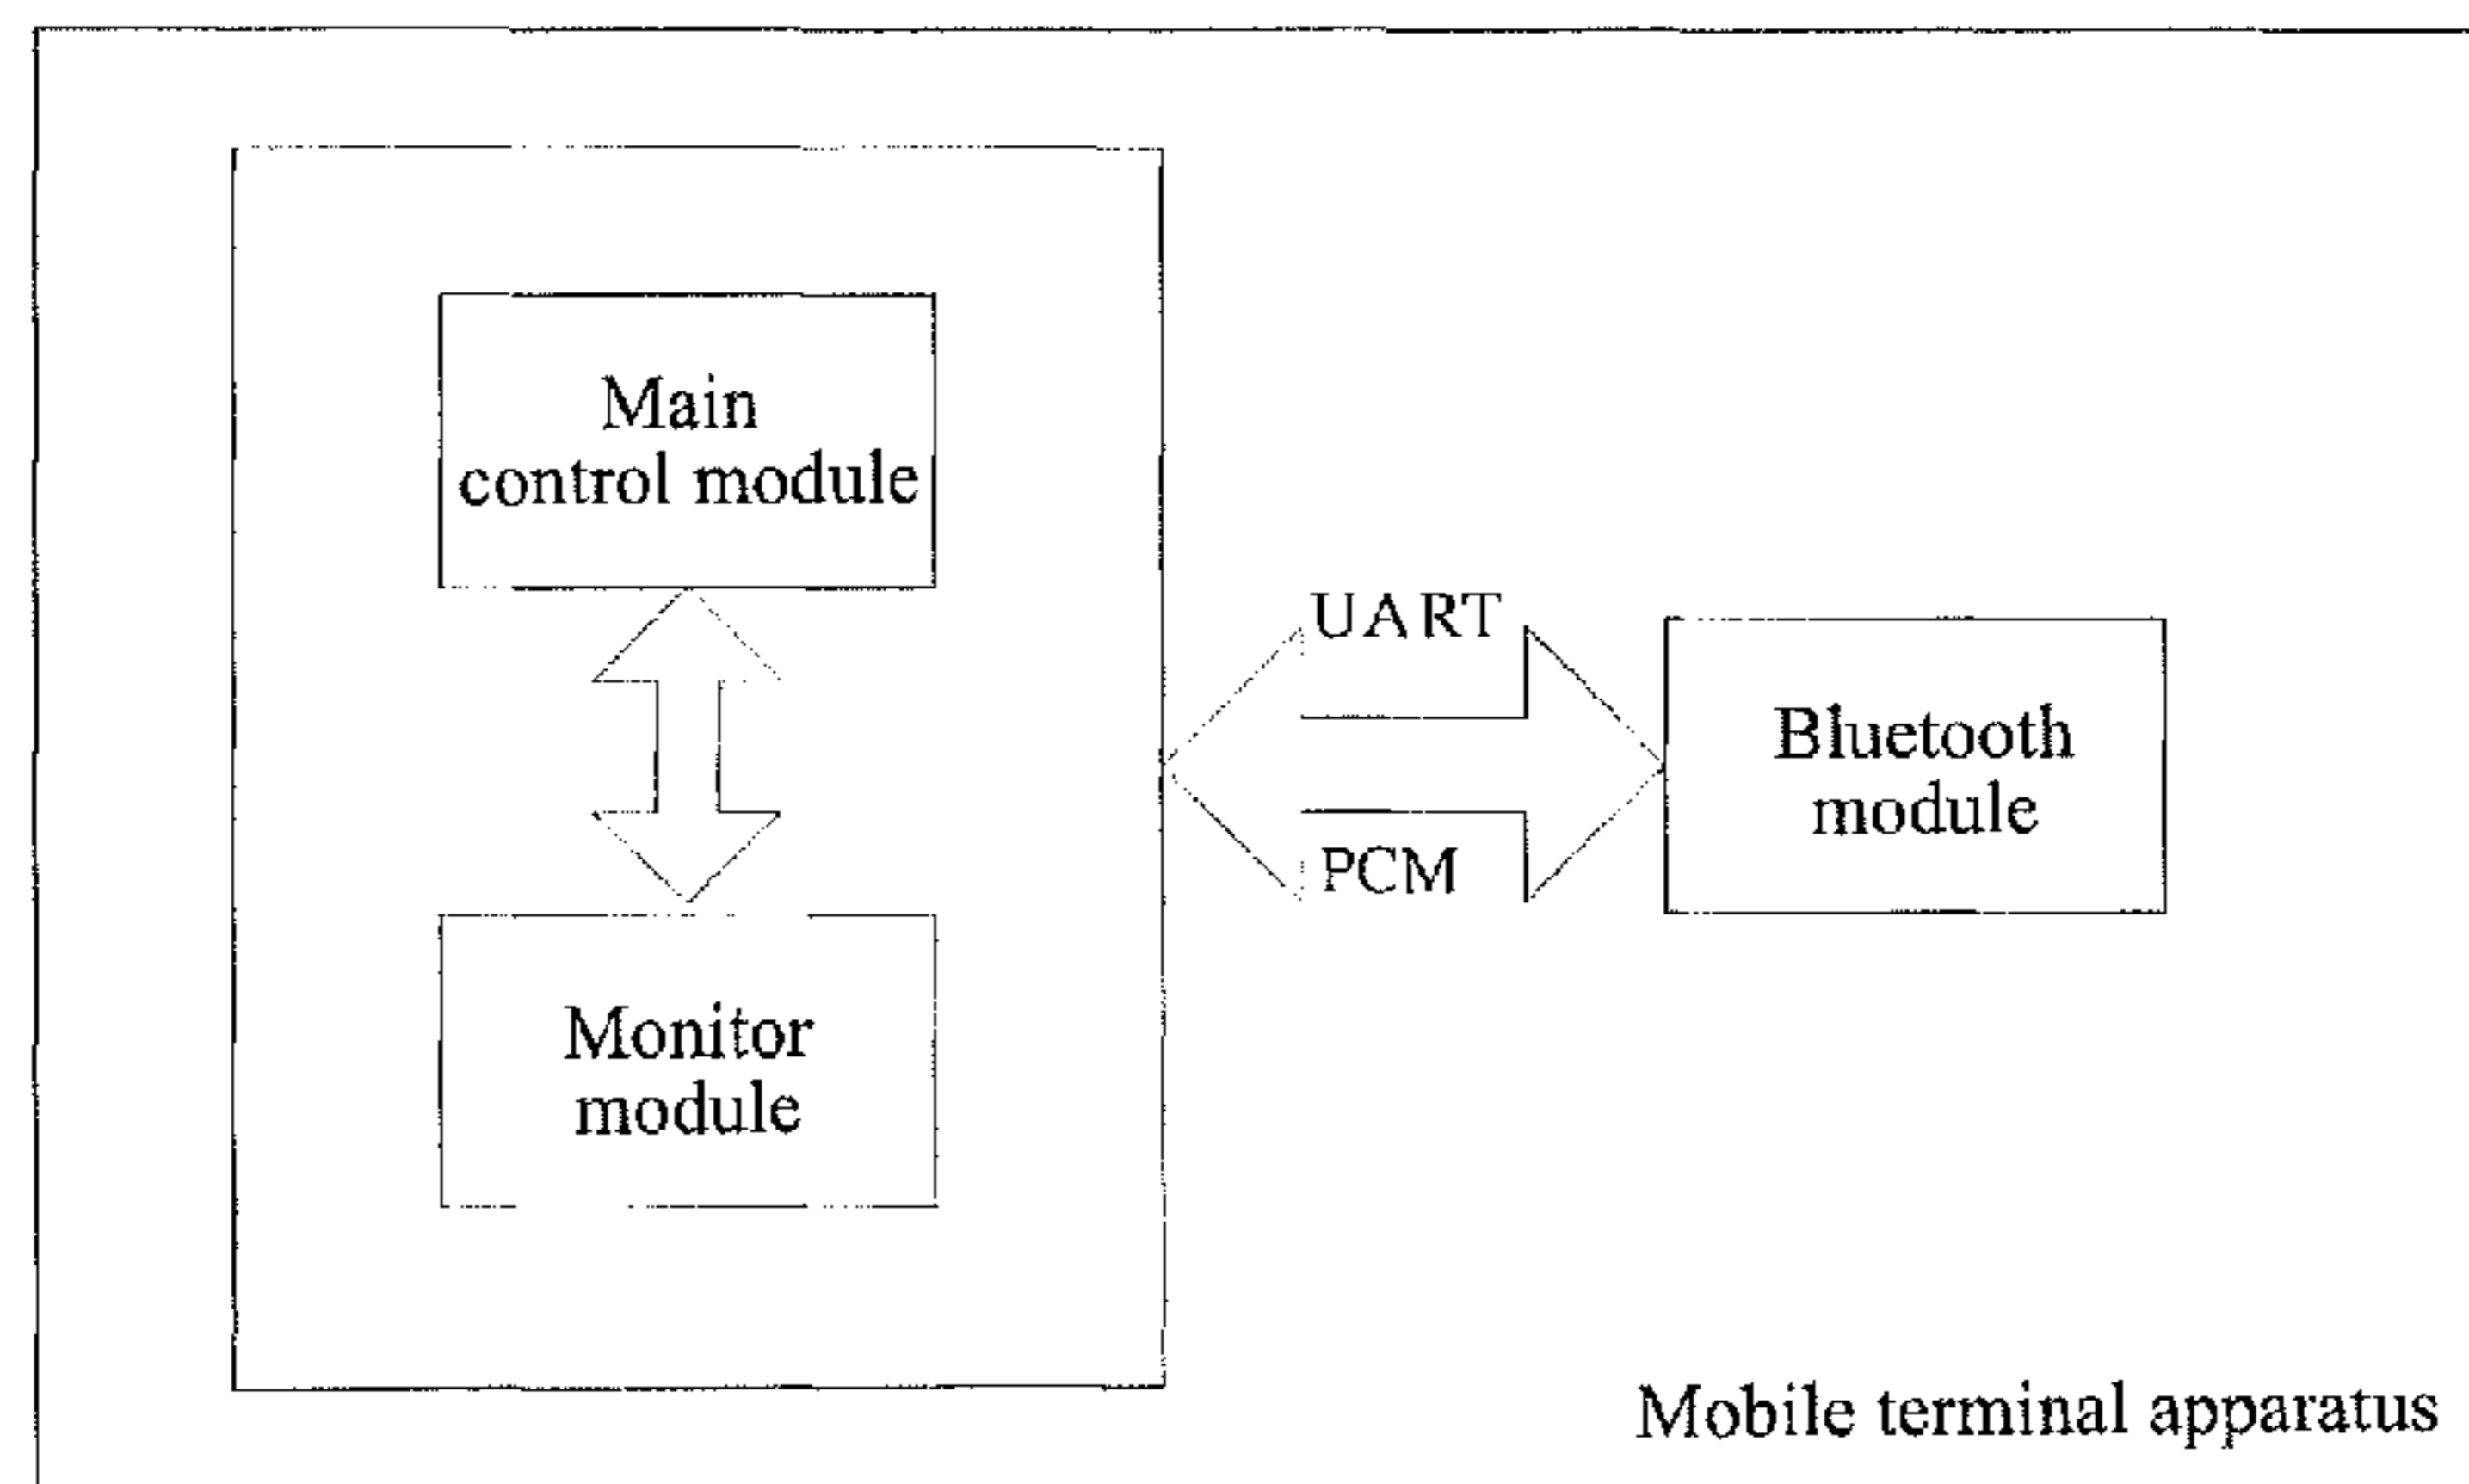 Main
control module
UART
Bluetooth
module
PCM
Monitor
module
Mobile terminal apparatus